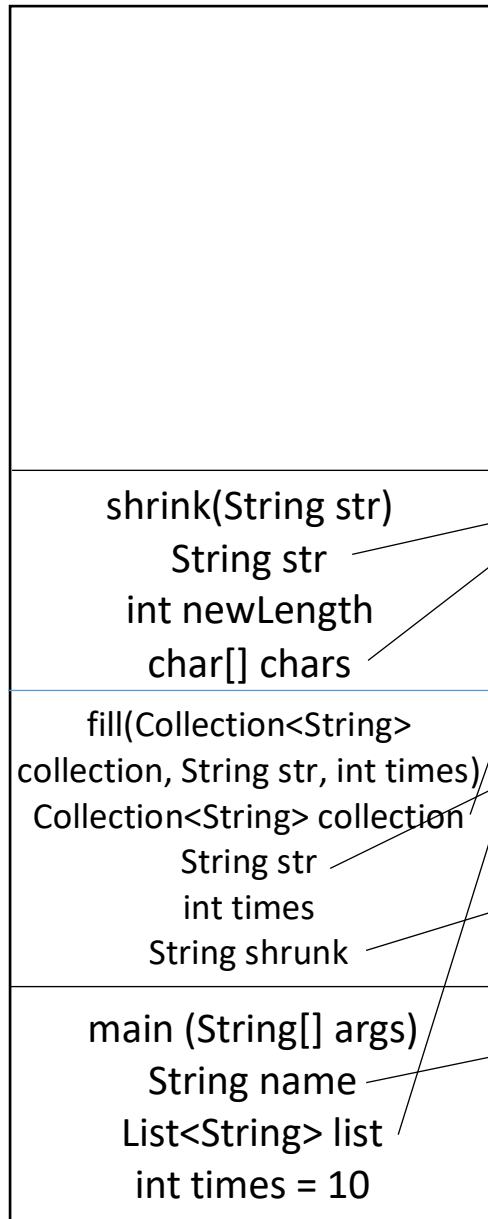 shrink(String str)
String str
int newLength
char[] chars
fill(Collection<String>
collection, String str, int times)
Collection<String> collection
String str
int times
String shrunk
main (String[] args)
String name
List<String> list
int times = 10